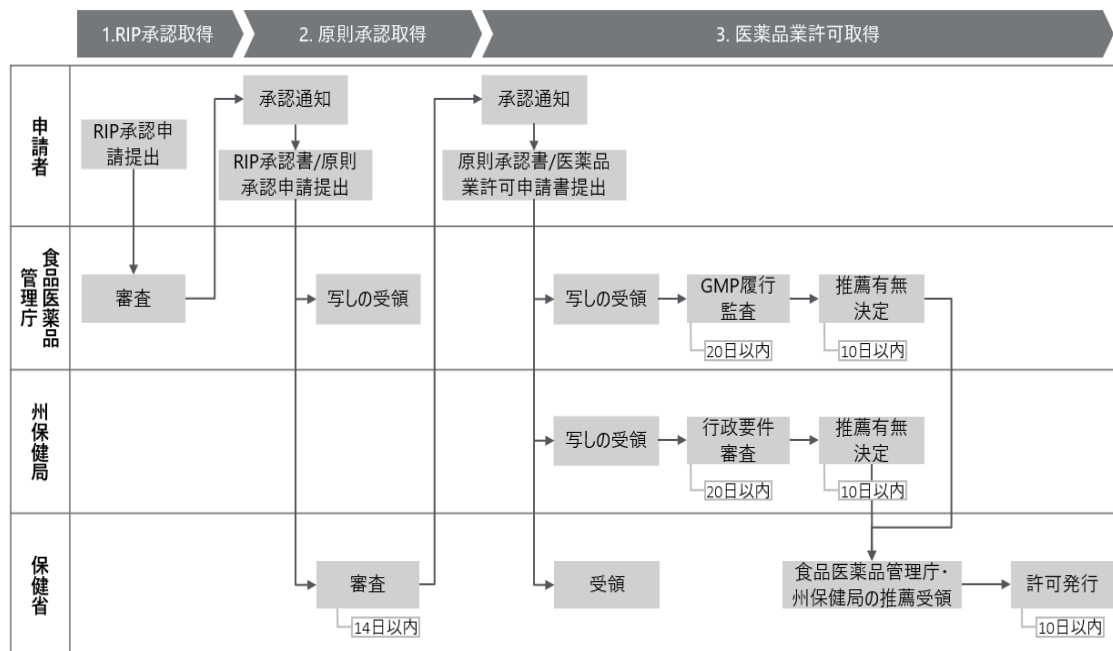 1.RIP承認取得
2. 原則承認取得
3. 医薬品業許可取得
申請者
RIP承認申
請提出
承認通知
RIP承認書/原則
承認申請提出
承認通知
原則承認書/医薬品
業許可申請書提出
食品医薬品
管理庁
審査
写しの受領
写しの受領
GMP履行
監査
20日以内
推薦有無
決定
10日以内
州保健局
写しの受領
行政要件
審査
20日以内
推薦有無
決定
10日以内
保健省
審査
14日以内
受領
食品医薬品管理庁・
州保健局の推薦受領
許可発行
10日以内